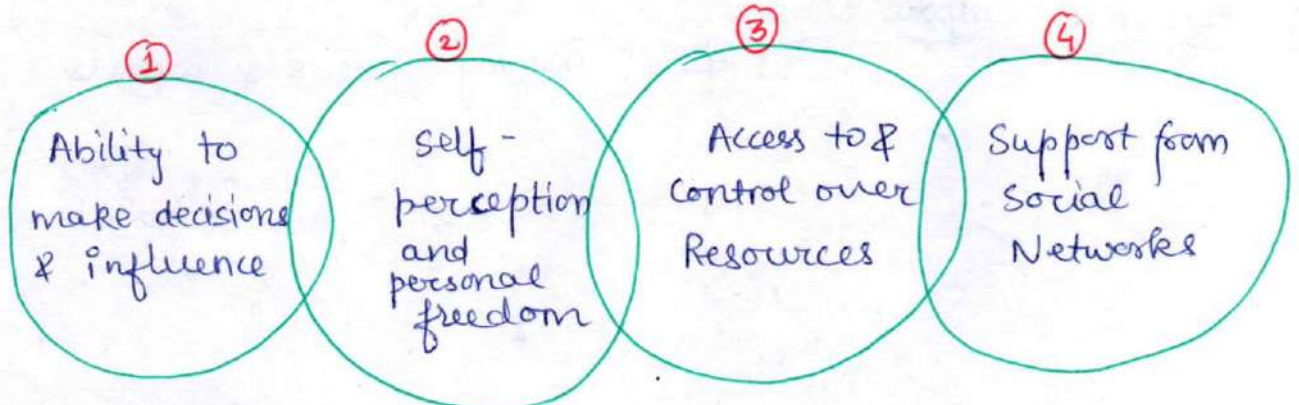 1
Ability to
make decisions
& influence
2
self-
perception
and
personal
freedom
3
Access to &
control over
Resources
4
Support from
Social
Networks